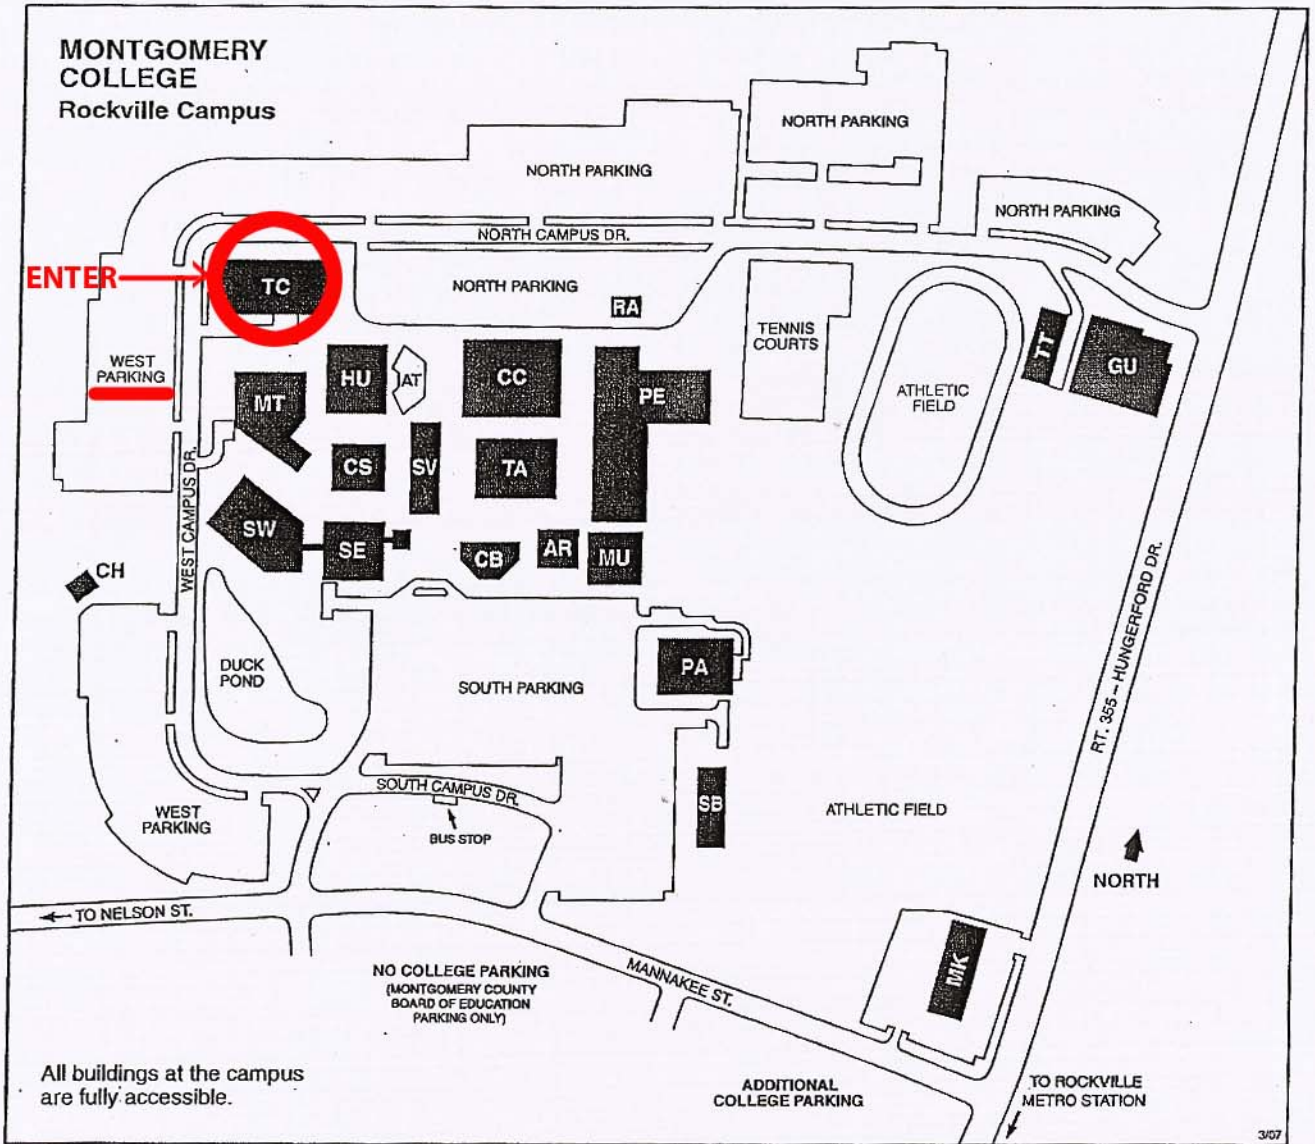 MONTGOMERY
COLLEGE
Rockville Campus
NORTH PARKING
NORTH PARKING
NORTH PARKING
NORTH CAMPUS DR.
ENTER
TC
NORTH PARKING
RA
TENNIS
COURTS
TT
GU
WEST
PARKING
HU
AT
CC
PE
ATHLETIC
FIELD
MT
CS
SV
TA
WEST CAMPUS DR.
SW
SE
CB
AR
MU
CH
DUCK
POND
SOUTH PARKING
PA
RT. 355 – HUNGERFORD DR.
SOUTH CAMPUS DR.
WEST
PARKING
BUS STOP
SB
ATHLETIC FIELD
NORTH
TO NELSON ST.
NO COLLEGE PARKING
(MONTGOMERY COUNTY
BOARD OF EDUCATION
PARKING ONLY)
MANNAKEE ST.
MK
All buildings at the campus
are fully accessible.
ADDITIONAL
COLLEGE PARKING
TO ROCKVILLE
METRO STATION
3/07